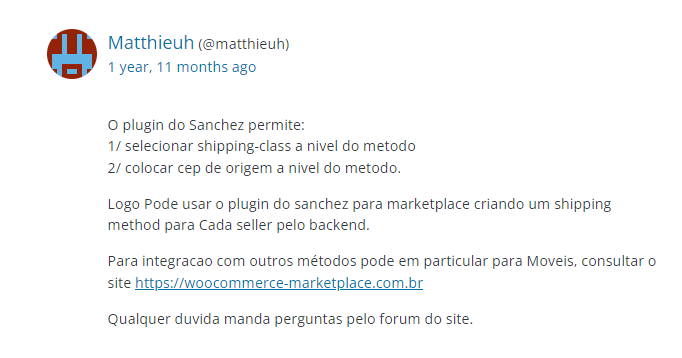 Matthieuh (@matthieuh)
1 year, 11 months ago
O plugin do Sanchez permite:
1/ selecionar shipping-class a nivel do metodo
2/ colocar cep de origem a nivel do metodo.
Logo Pode usar o plugin do sanchez para marketplace criando um shipping
method para Cada seller pelo backend.
Para integracao com outros métodos pode em particular para Moveis, consultar o
site https://woocommerce-marketplace.com.br
Qualquer duvida manda perguntas pelo forum do site.